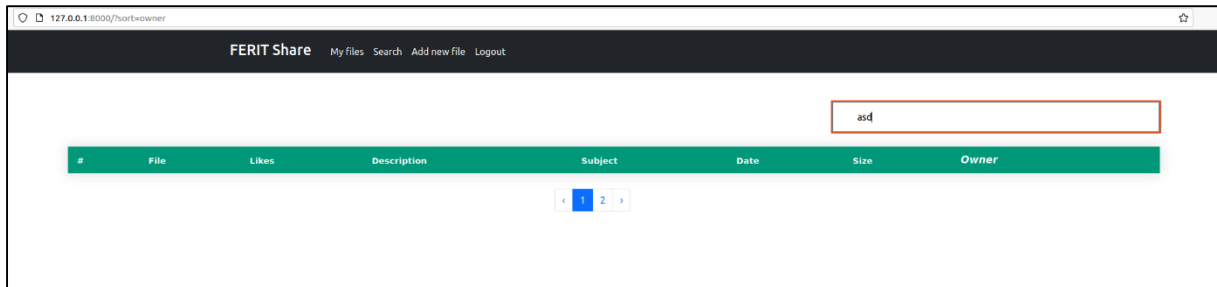 127.0.0.1:8000/?sort=owner
FERIT Share My files Search Add new file Logout
asd
# File Likes Description Subject Date Size Owner
‹ 1 2 ›